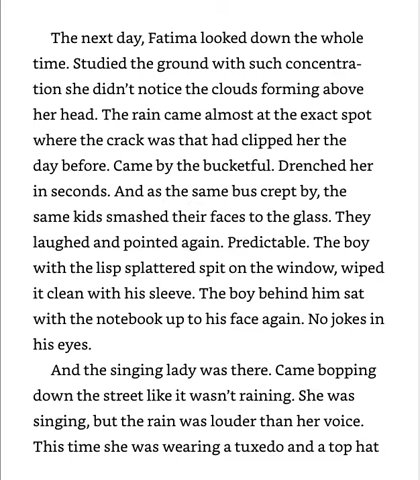 The next day, Fatima looked down the whole
time. Studied the ground with such concentra-
tion she didn’t notice the clouds forming above
her head. The rain came almost at the exact spot
where the crack was that had clipped her the
day before. Came by the bucketful. Drenched her
in seconds. And as the same bus crept by, the
same kids smashed their faces to the glass. They
laughed and pointed again. Predictable. The boy
with the lisp splattered spit on the window, wiped
it clean with his sleeve. The boy behind him sat
with the notebook up to his face again. No jokes in
his eyes.
And the singing lady was there. Came bopping
down the street like it wasn’t raining. She was
singing, but the rain was louder than her voice.
This time she was wearing a tuxedo and a top hat